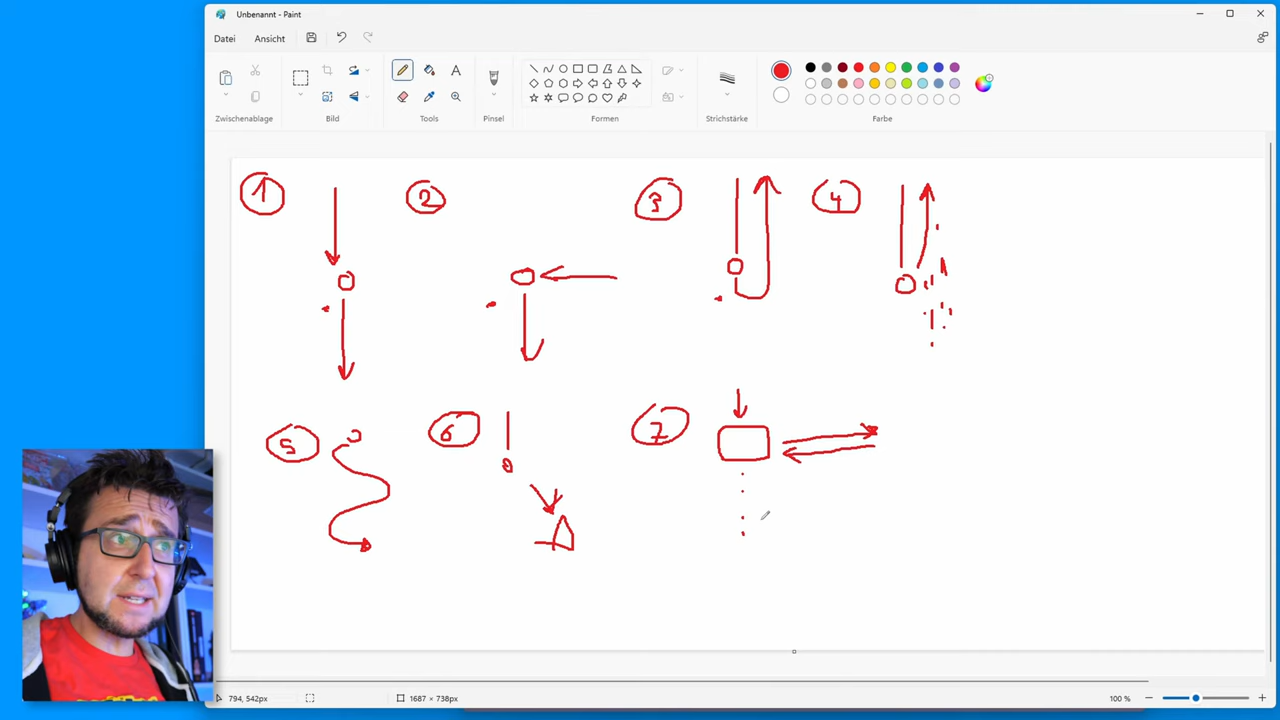 Unbenannt - Paint
Datei
Ansicht
A
Zwischenablage
Bild
Tools
Pinsel
Formen
Strichstärke
Farbe
1
2
3
4
5
6
7
794, 542px
1687 × 738px
100 %